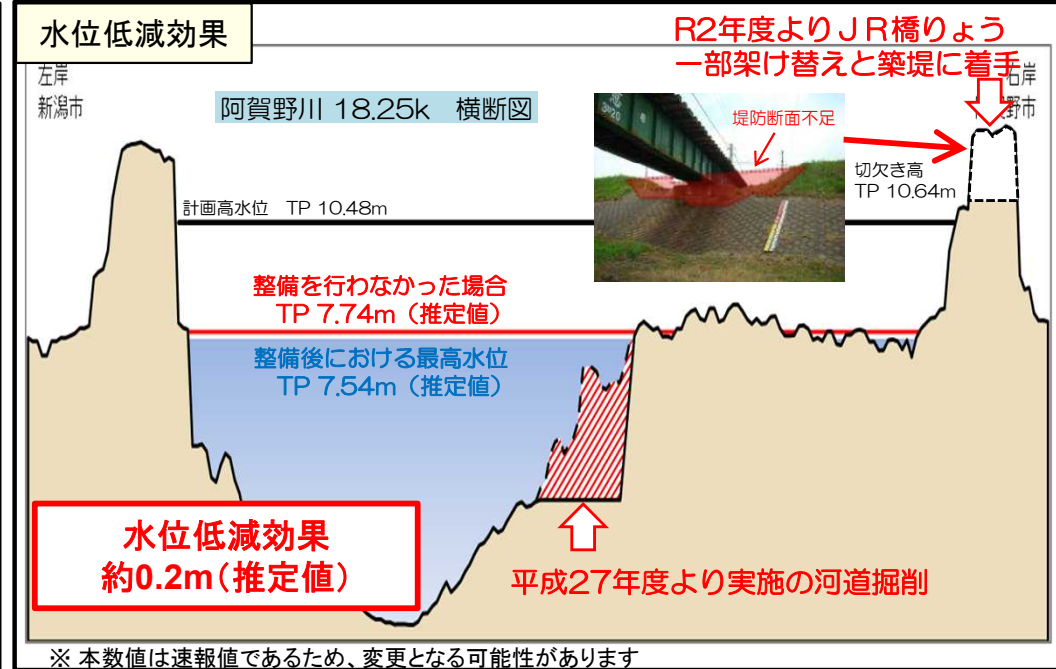 水位低減効果
R2年度よりＪＲ橋りょう
一部架け替えと築堤に着手
左岸
新潟市
右岸
野市
阿賀野川 18.25k 横断図
堤防断面不足
切欠き高
TP 10.64m
計画高水位 TP 10.48m
整備を行わなかった場合
TP 7.74m（推定値）
整備後における最高水位
TP 7.54m（推定値）
水位低減効果
約0.2m（推定値）
平成27年度より実施の河道掘削
※ 本数値は速報値であるため、変更となる可能性があります